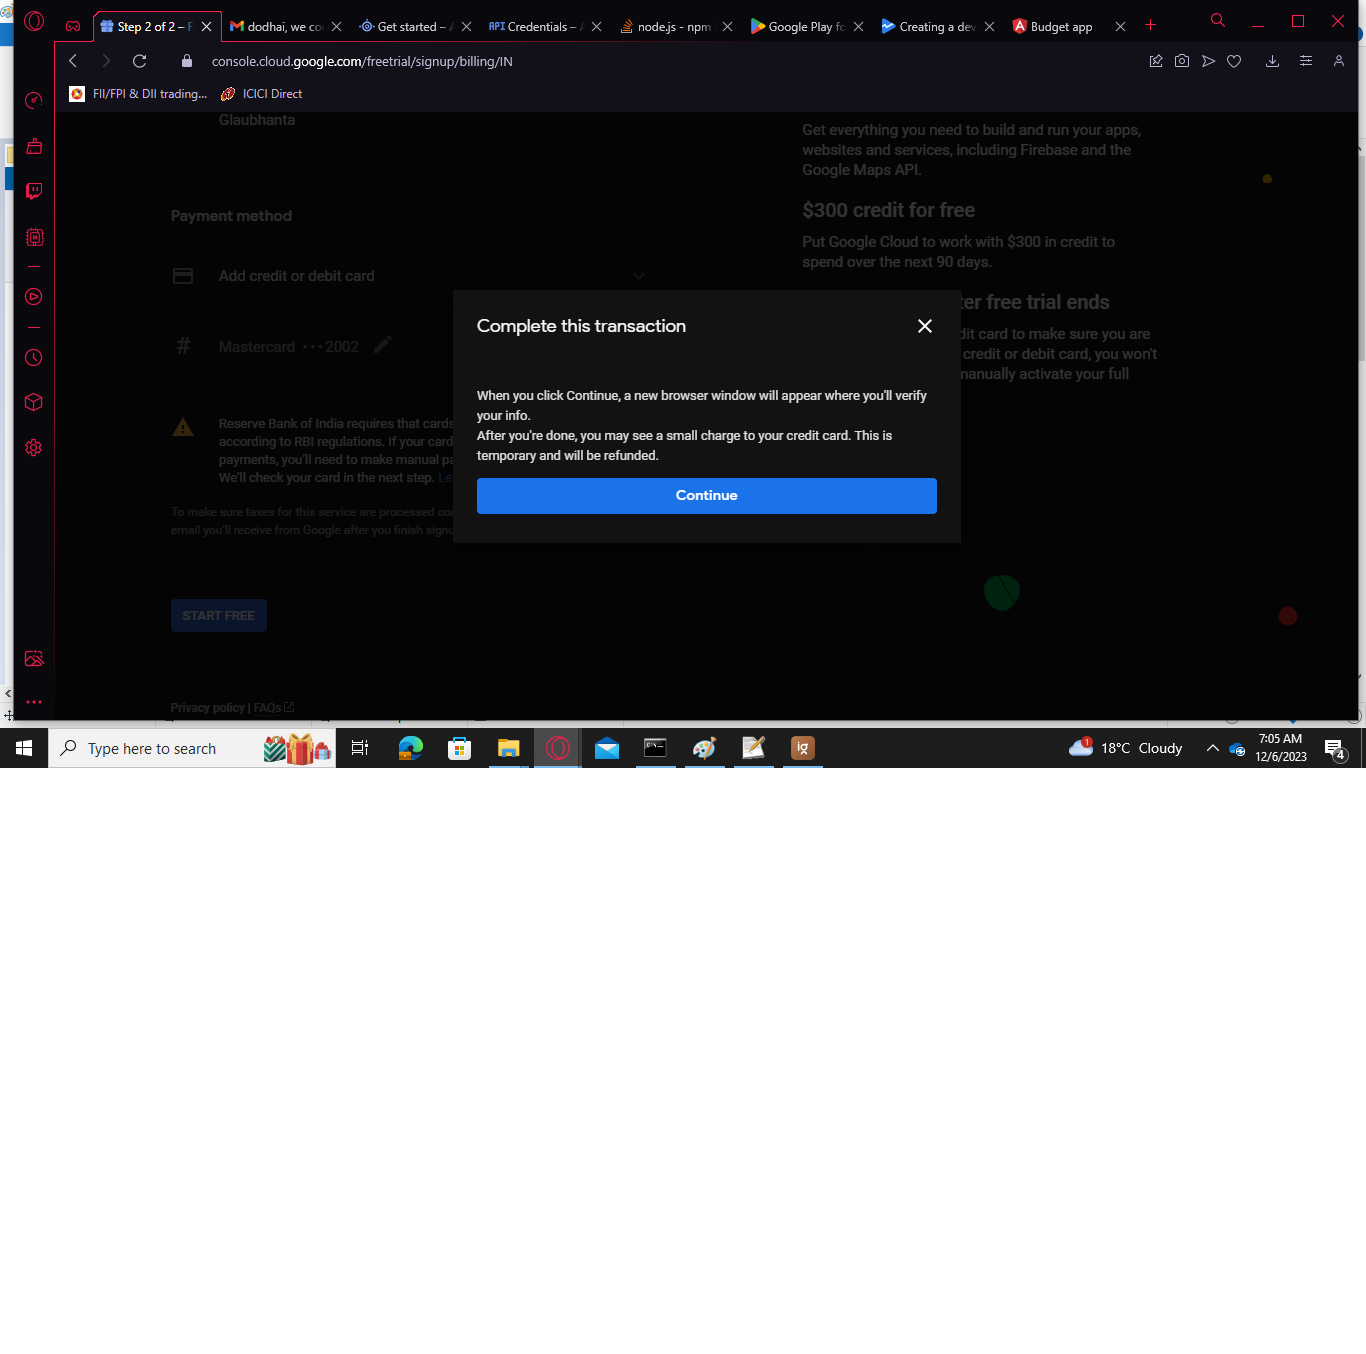 Step 2 of 2 – F
dodhai, we co
Get started –
API Credentials –
node.js - npm
Google Play fo
Creating a dev
Budget app
console.cloud.google.com/freetrial/signup/billing/IN
FII/FPI & DII trading...
ICICI Direct
Glaubhanta
Payment method
Add credit or debit card
Mastercard •••2002
Reserve Bank of India requires that cards
according to RBI regulations. If your card
payments, you'll need to make manual pa
We'll check your card in the next step. Le
To make sure taxes for this service are processed co
email you'll receive from Google after you finish signu
START FREE
Privacy policy | FAQs
Get everything you need to build and run your apps,
websites and services, including Firebase and the
Google Maps API.
$300 credit for free
Put Google Cloud to work with $300 in credit to
spend over the next 90 days.
ter free trial ends
dit card to make sure you are
credit or debit card, you won't
manually activate your full
Complete this transaction
When you click Continue, a new browser window will appear where you'll verify
your info.
After you're done, you may see a small charge to your credit card. This is
temporary and will be refunded.
Continue
Type here to search
ig
1
18°C Cloudy
7:05 AM
12/6/2023
4